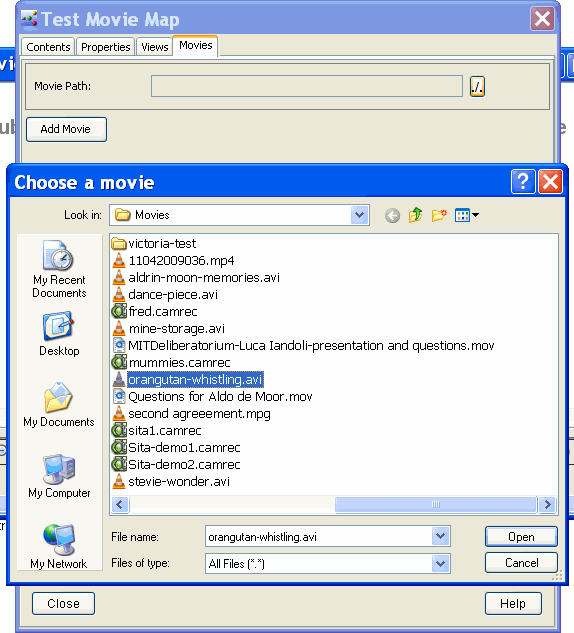 Test Movie Map
Contents Properties Views Movies
Movie Path: ./.
Add Movie
Choose a movie
Look in: Movies
victoria-test
11042009036.mp4
aldrin-moon-memories.avi
dance-piece.avi
fred.camrec
mine-storage.avi
MITDeliberatorium-Luca Iandoli-presentation and questions.mov
mummies.camrec
orangutan-whistling.avi
Questions for Aldo de Moor.mov
second agreeement.mpg
sita1.camrec
Sita-demo1.camrec
Sita-demo2.camrec
stevie-wonder.avi
My Recent
Documents
Desktop
My Documents
My Computer
My Network
File name: orangutan-whistling.avi Open
Files of type: All Files (*.*) Cancel
Close Help